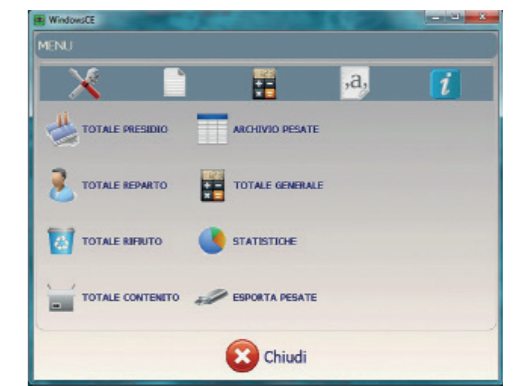 WindowsCE
MENU
,a,
i
TOTALE PRESIDIO
ARCHIVIO PESATE
TOTALE REPARTO
TOTALE GENERALE
TOTALE RIFIUTO
STATISTICHE
TOTALE CONTENITO
ESPORTA PESATE
Chiudi